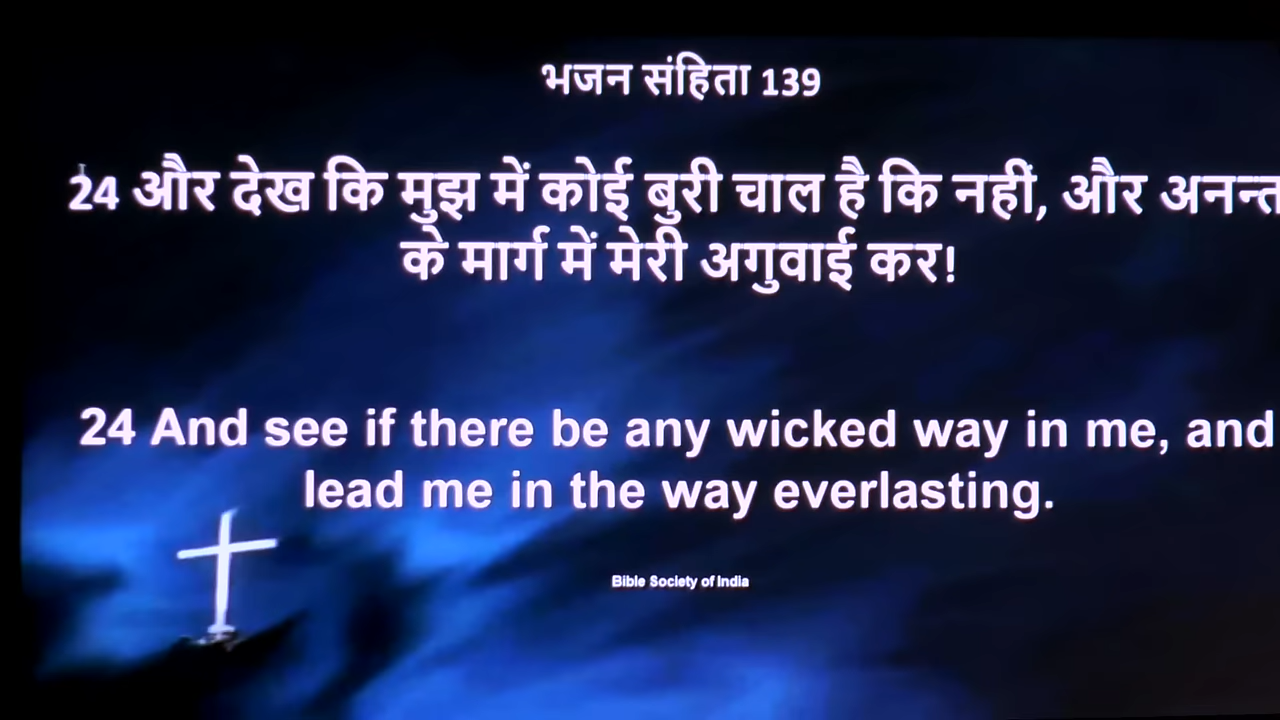 भजन संहिता 139
24 और देख कि मुझ में कोई बुरी चाल है कि नहीं, और अनन्त
के मार्ग में मेरी अगुवाई कर!
24 And see if there be any wicked way in me, and
lead me in the way everlasting.
Bible Society of India